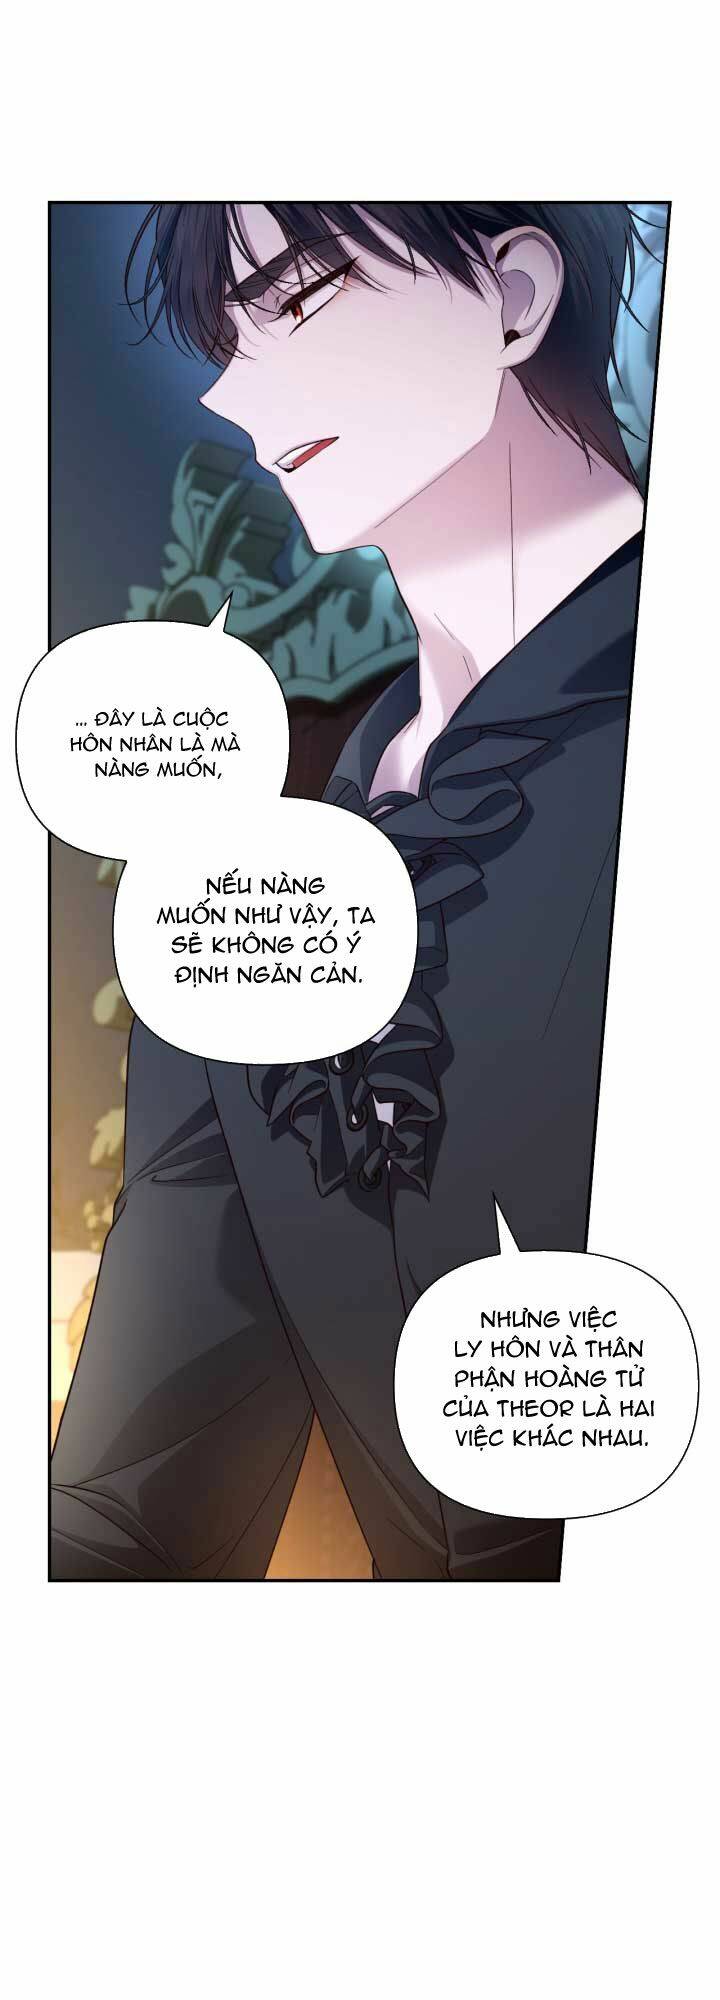 ... ĐÂY LÀ CUỘC
HÔN NHÂN LÀ MÀ
NÀNG MUỐN,
NẾU NÀNG
MUỐN NHƯ VẬY, TA
SẼ KHÔNG CÓ Ý
ĐỊNH NGĂN CẢN.
NHƯNG VIỆC
LY HÔN VÀ THÂN
PHẬN HOÀNG TỬ
CỦA THEOR LÀ HAI
VIỆC KHÁC NHAU.